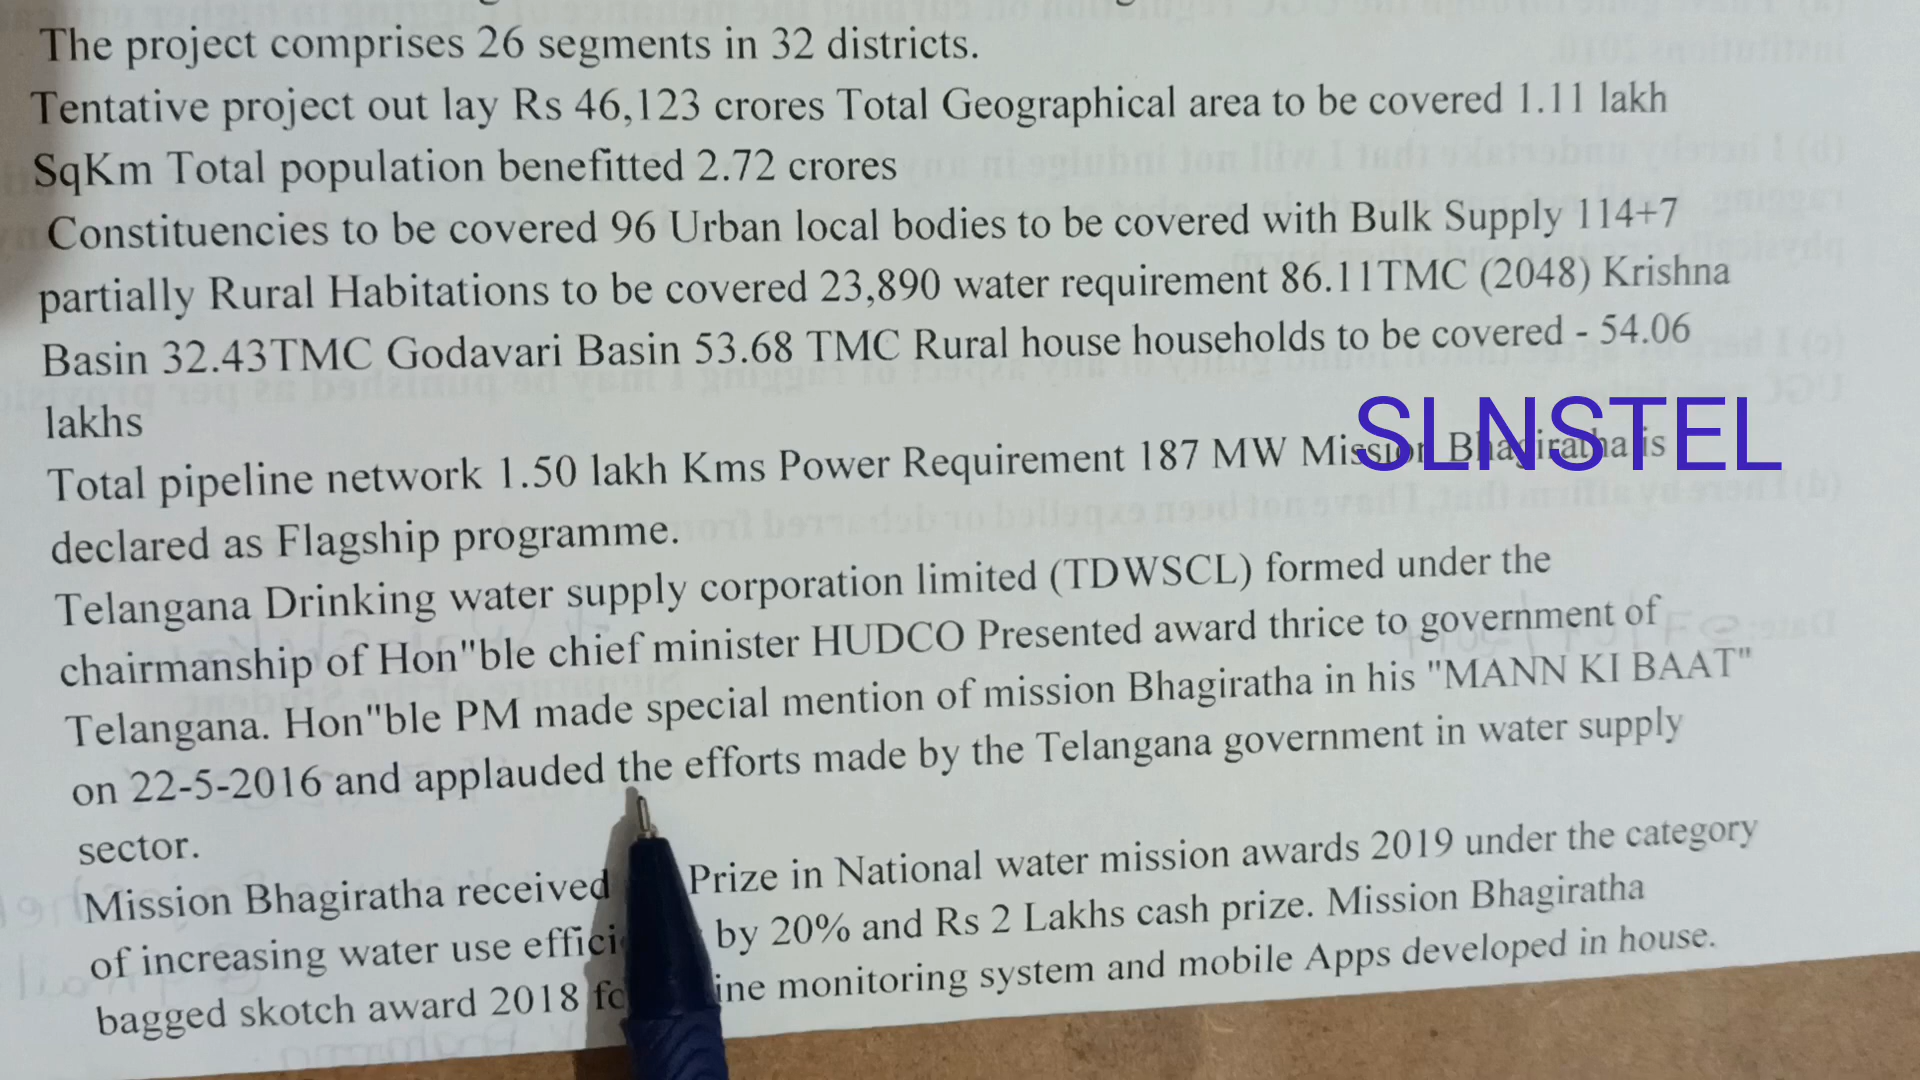 The project comprises 26 segments in 32 districts.
Tentative project out lay Rs 46,123 crores Total Geographical area to be covered 1.11 lakh
SqKm Total population benefitted 2.72 crores
Constituencies to be covered 96 Urban local bodies to be covered with Bulk Supply 114+7
partially Rural Habitations to be covered 23,890 water requirement 86.11TMC (2048) Krishna
Basin 32.43TMC Godavari Basin 53.68 TMC Rural house households to be covered - 54.06
lakhs
SLNSTEL
Total pipeline network 1.50 lakh Kms Power Requirement 187 MW Mission Bhagiratha is
declared as Flagship programme.
Telangana Drinking water supply corporation limited (TDWSCL) formed under the
chairmanship of Hon"ble chief minister HUDCO Presented award thrice to government of
Telangana. Hon"ble PM made special mention of mission Bhagiratha in his "MANN KI BAAT"
on 22-5-2016 and applauded the efforts made by the Telangana government in water supply
sector.
Mission Bhagiratha received Prize in National water mission awards 2019 under the category
of increasing water use by 20% and Rs 2 Lakhs cash prize. Mission Bhagiratha
bagged skotch award 2018 monitoring system and mobile Apps developed in house.